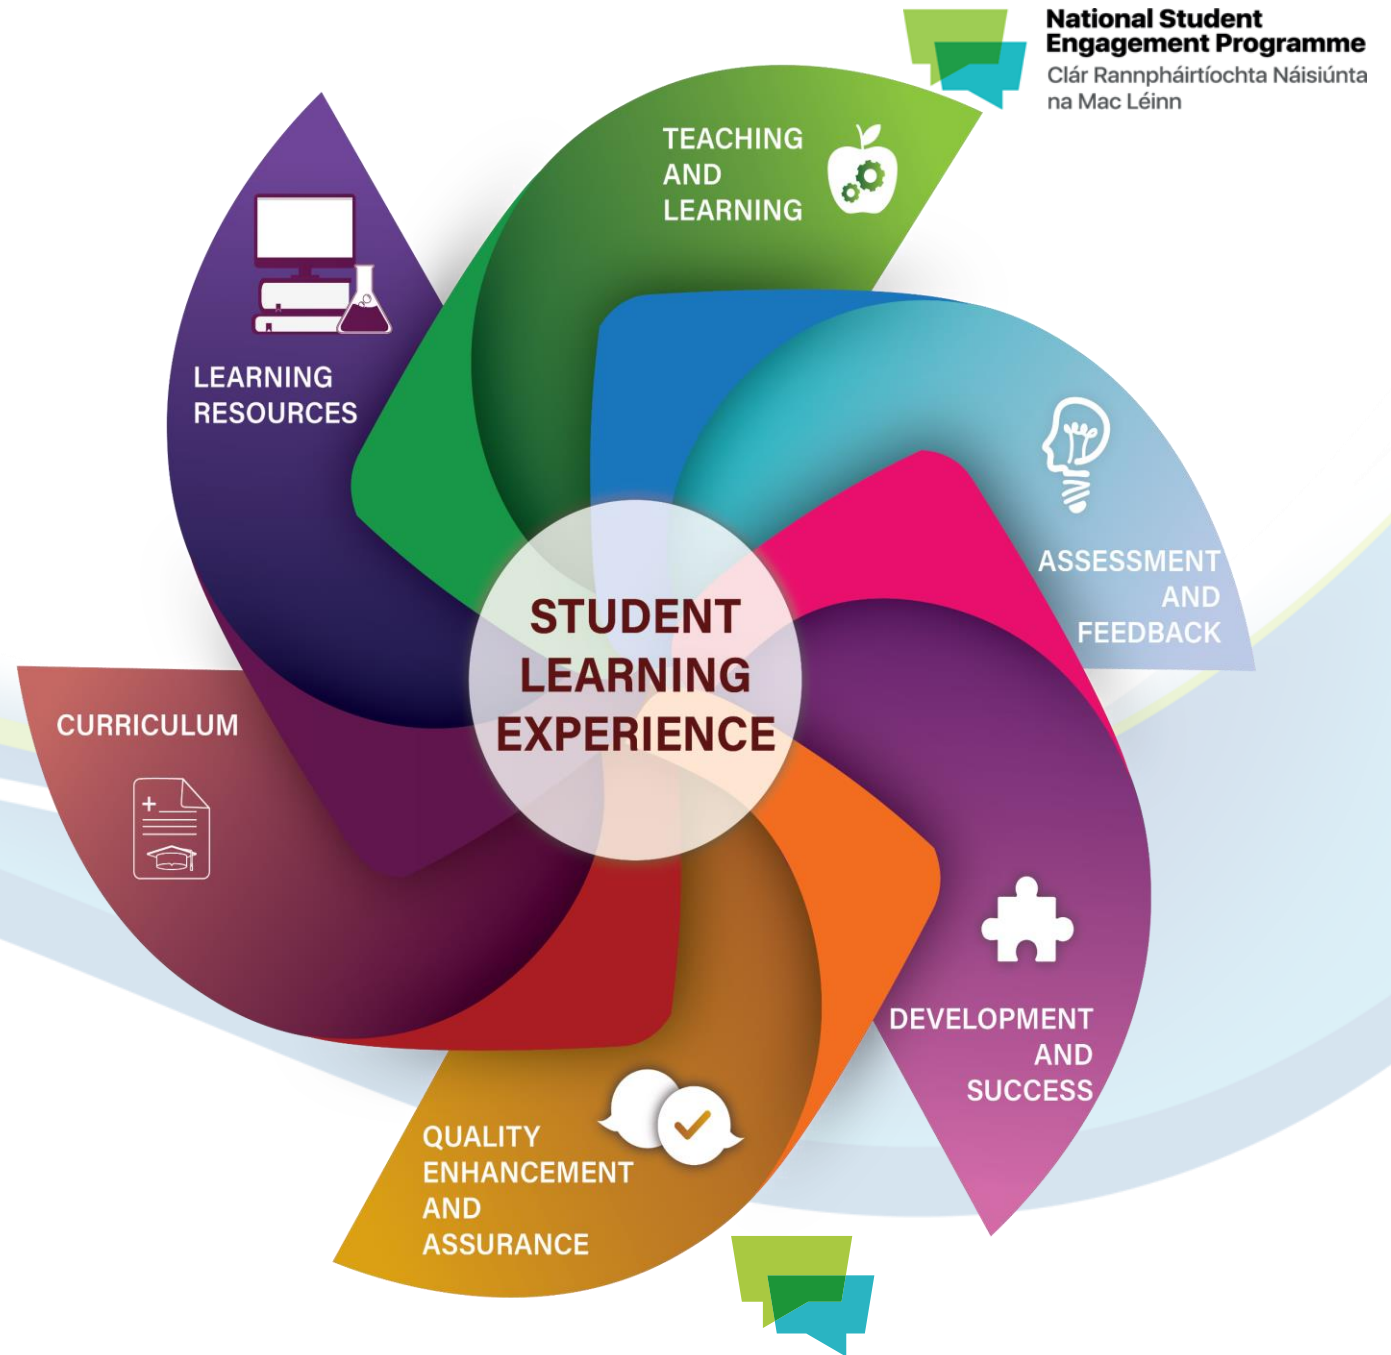 National Student
Engagement Programme
Clár Rannpháirtíochta Náisiúnta
na Mac Léinn
TEACHING
AND
LEARNING
LEARNING
RESOURCES
ASSESSMENT
AND
FEEDBACK
STUDENT
LEARNING
EXPERIENCE
CURRICULUM
DEVELOPMENT
AND
SUCCESS
QUALITY
ENHANCEMENT
AND
ASSURANCE